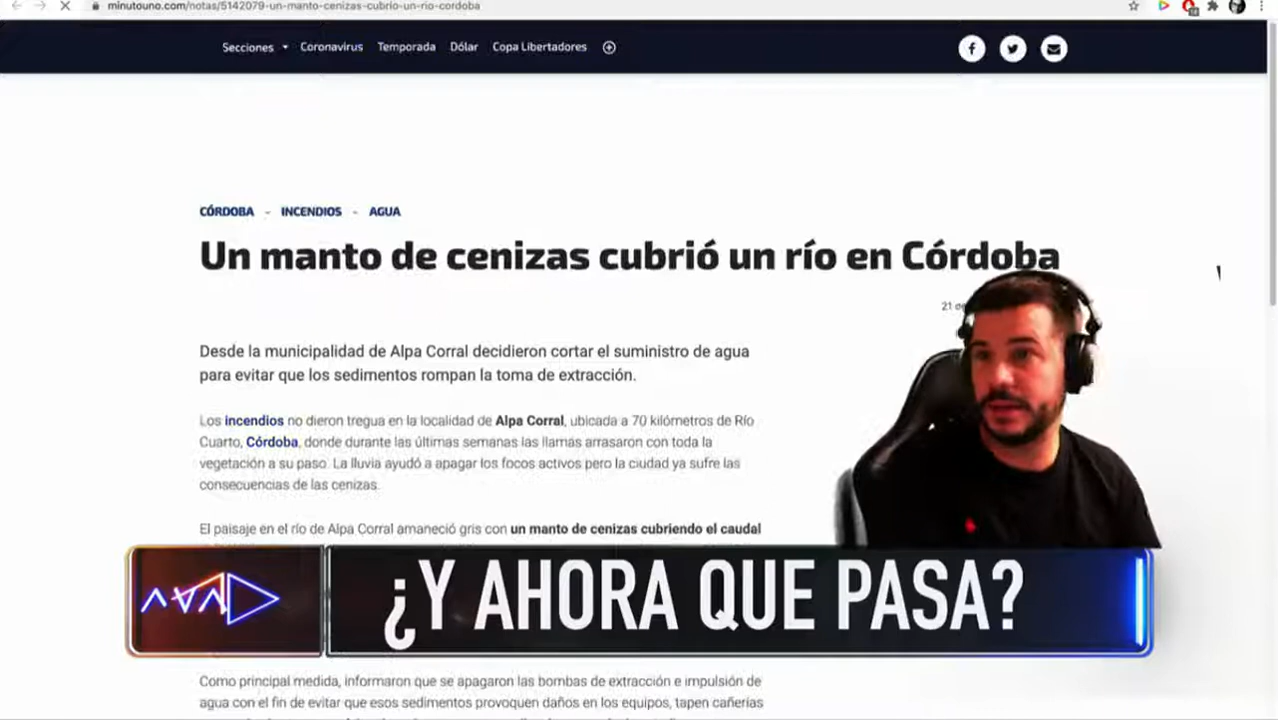 minutouno.com/notas/5142079-un-manto-cenizas-cubrio-un-rio-cordoba
Secciones Coronavirus Temporada Dólar Copa Libertadores
CÓRDOBA - INCENDIOS - AGUA
Un manto de cenizas cubrió un río en Córdoba
21 de
Desde la municipalidad de Alpa Corral decidieron cortar el suministro de agua
para evitar que los sedimentos rompan la toma de extracción.
Los incendios no dieron tregua en la localidad de Alpa Corral, ubicada a 70 kilómetros de Río
Cuarto, Córdoba, donde durante las últimas semanas las llamas arrasaron con toda la
vegetación a su paso. La lluvia ayudó a apagar los focos activos pero la ciudad ya sufre las
consecuencias de las cenizas.
El paisaje en el río de Alpa Corral amaneció gris con un manto de cenizas cubriendo el caudal
¿Y AHORA QUE PASA?
Como principal medida, informaron que se apagaron las bombas de extracción e impulsión de
agua con el fin de evitar que esos sedimentos provoquen daños en los equipos, tapen cañerías